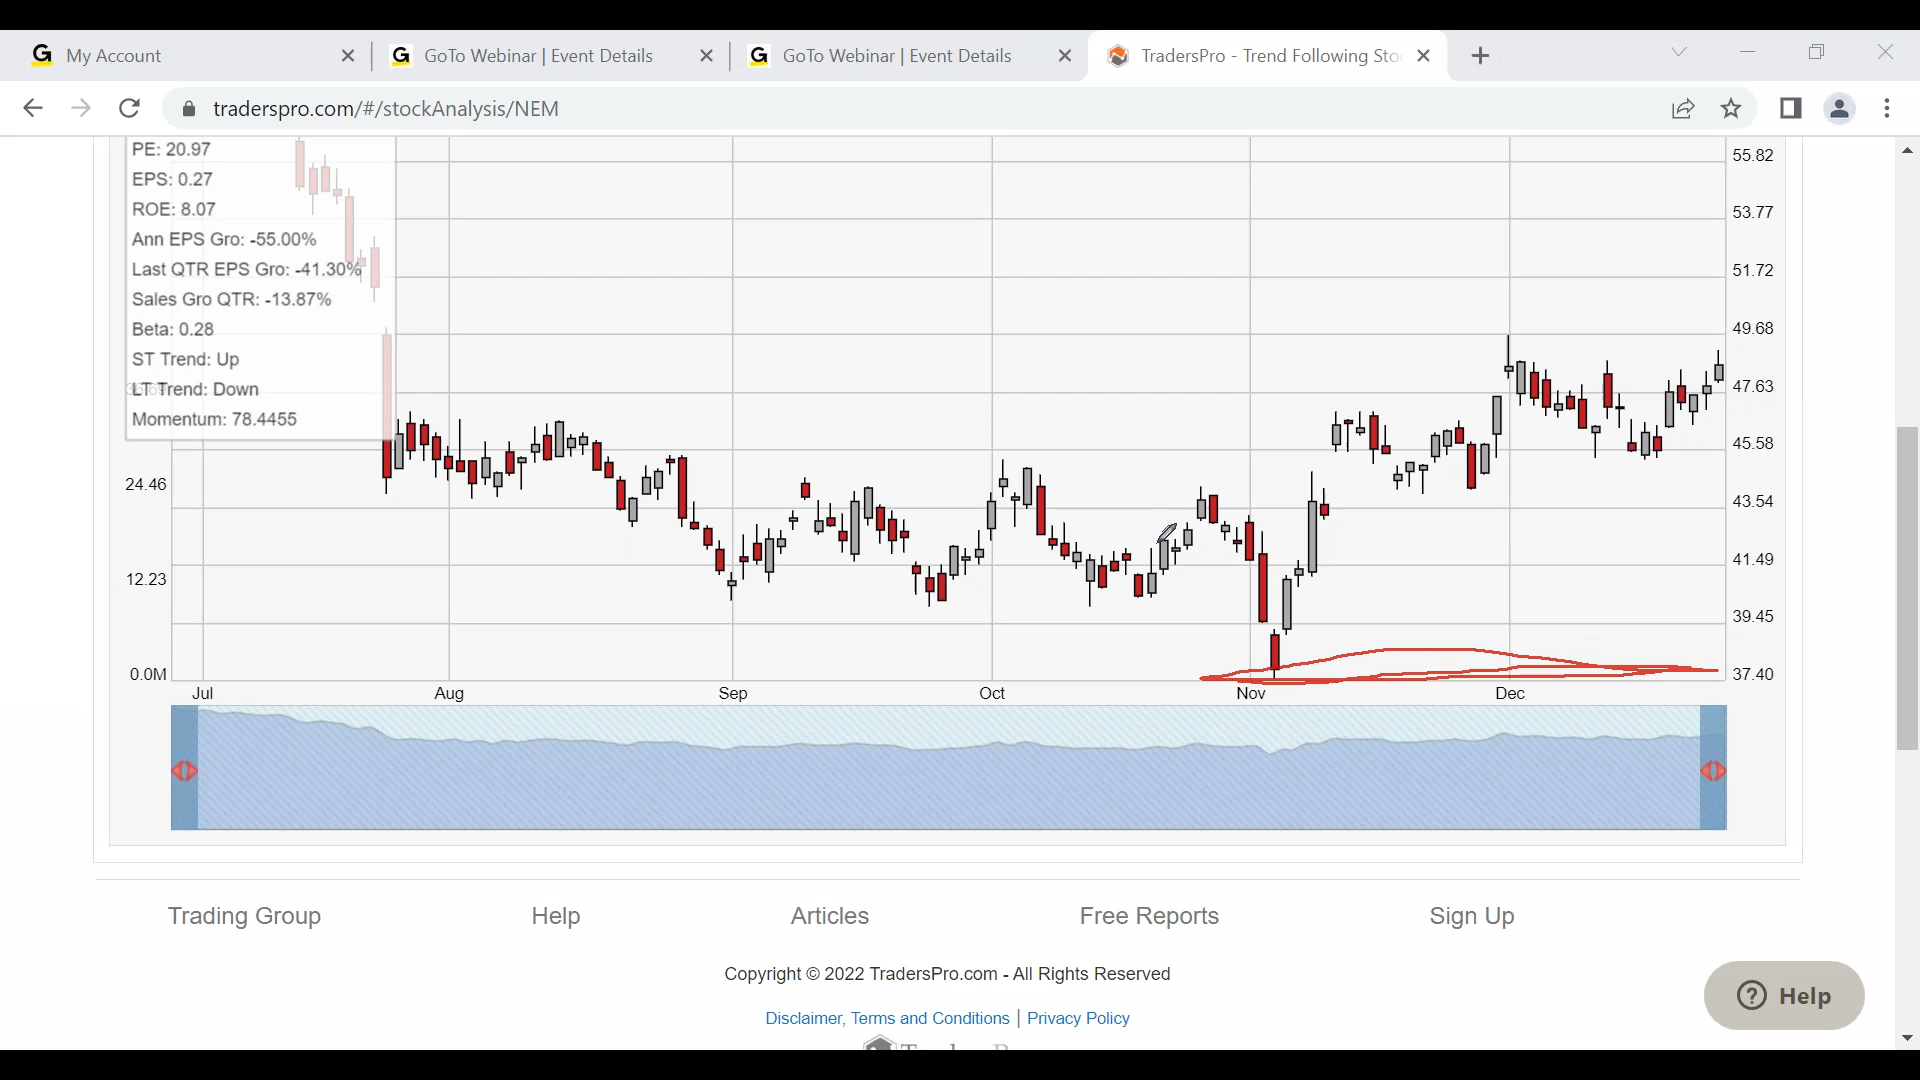 My Account
GoTo Webinar | Event Details
GoTo Webinar | Event Details
TradersPro - Trend Following Sto
traderspro.com/#/stockAnalysis/NEM
PE: 20.97
EPS: 0.27
ROE: 8.07
Ann EPS Gro: -55.00%
Last QTR EPS Gro: -41.30%
Sales Gro QTR: -13.87%
Beta: 0.28
ST Trend: Up
LT Trend: Down
Momentum: 78.4455
24.46
12.23
0.0M
55.82
53.77
51.72
49.68
47.63
45.58
43.54
41.49
39.45
37.40
Jul Aug Sep Oct Nov Dec
Trading Group Help Articles Free Reports Sign Up
Copyright © 2022 TradersPro.com - All Rights Reserved
Disclaimer, Terms and Conditions | Privacy Policy
Help